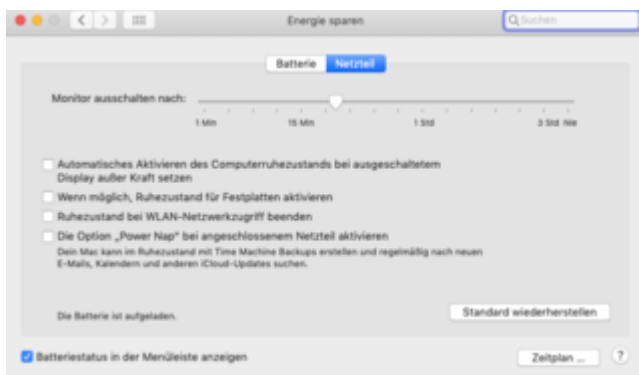 Energie sparen
Suchen
Batterie
Netzteil
Monitor ausschalten nach:
1 Min
15 Min
1 Std
3 Std
Nie
Automatisches Aktivieren des Computerruhezustands bei ausgeschaltetem
Display außer Kraft setzen
Wenn möglich, Ruhezustand für Festplatten aktivieren
Ruhezustand bei WLAN-Netzwerkzugriff beenden
Die Option „Power Nap“ bei angeschlossenem Netzteil aktivieren
Dein Mac kann im Ruhezustand mit Time Machine Backups erstellen und regelmäßig nach neuen
E-Mails, Kalendern und anderen iCloud-Updates suchen.
Die Batterie ist aufgeladen.
Standard wiederherstellen
Batteriestatus in der Menüleiste anzeigen
Zeitplan ...
?